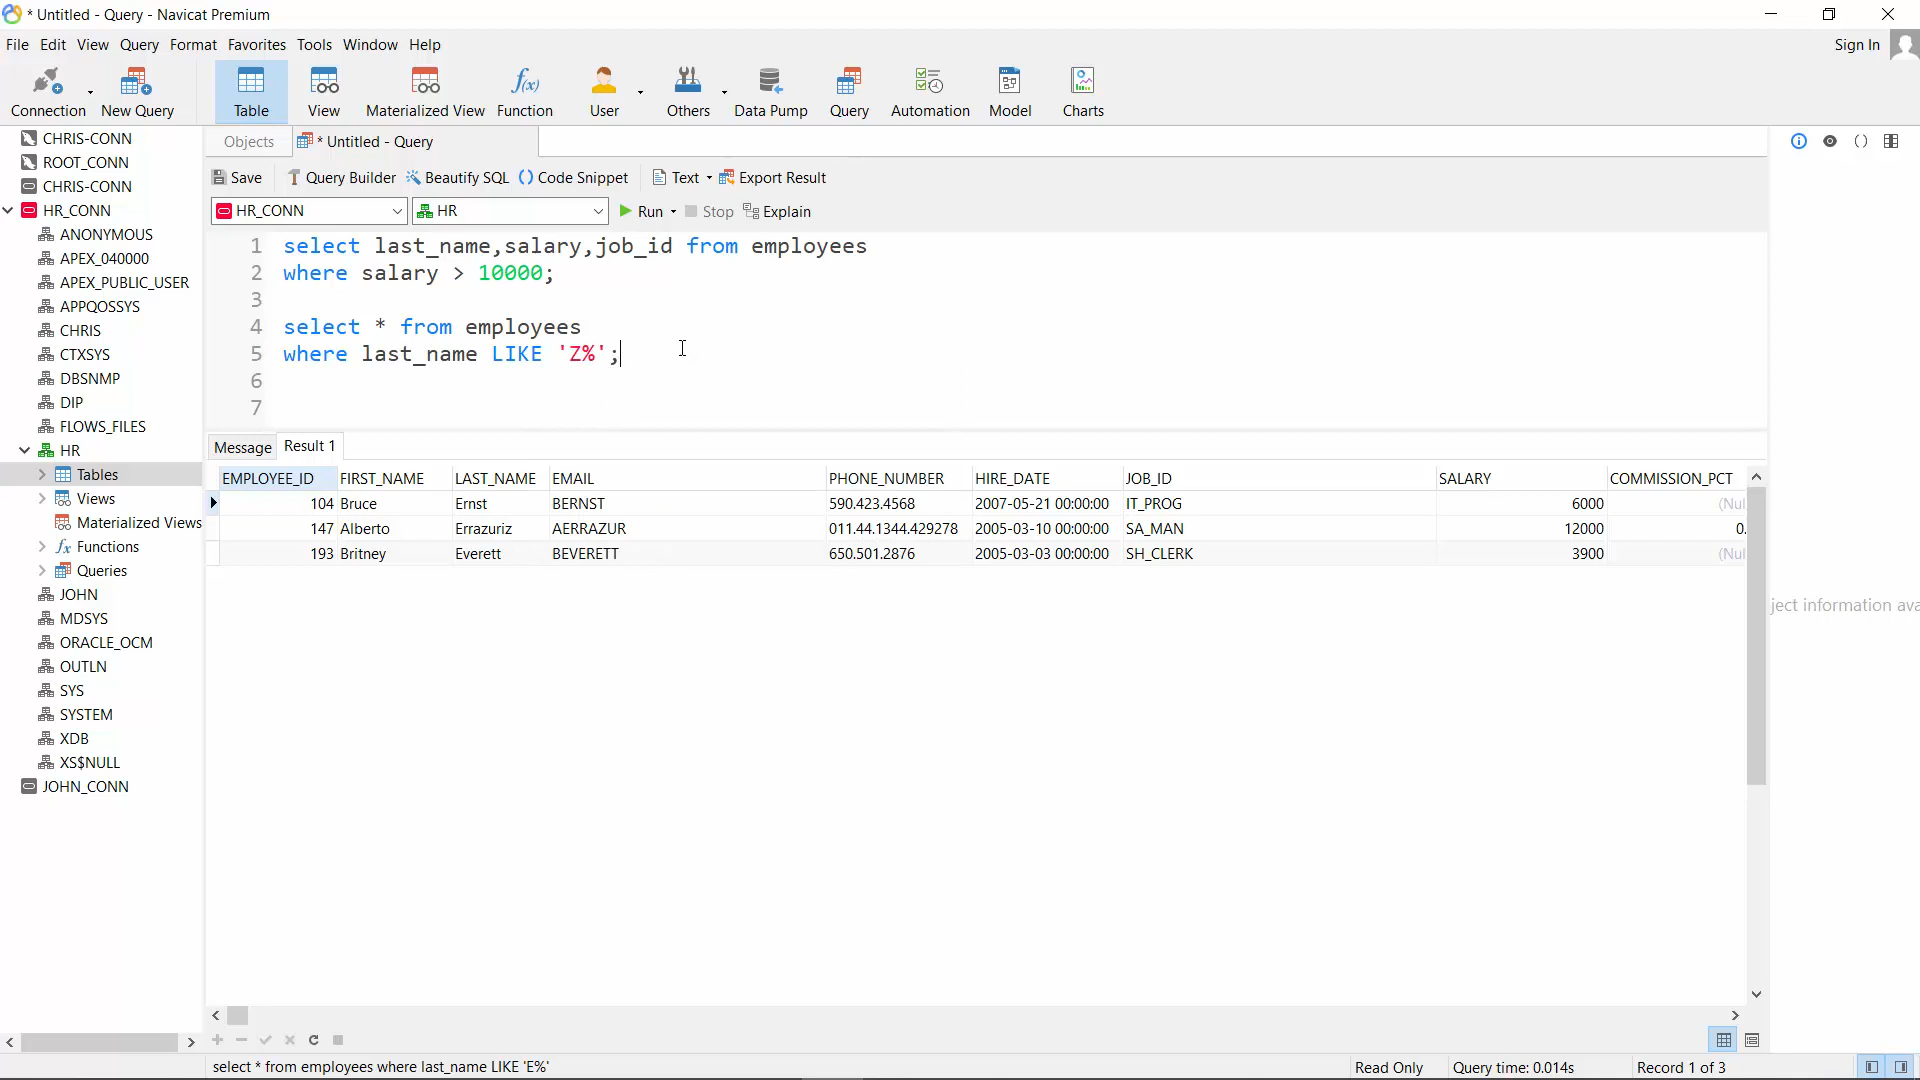 * Untitled - Query - Navicat Premium
File Edit View Query Format Favorites Tools Window Help
Sign In
Connection New Query Table View Materialized View Function User Others Data Pump Query Automation Model Charts
CHRIS-CONN
ROOT_CONN
CHRIS-CONN
HR_CONN
ANONYMOUS
APEX_040000
APEX_PUBLIC_USER
APPQOSSYS
CHRIS
CTXSYS
DBSNMP
DIP
FLOWS_FILES
HR
Tables
Views
Materialized Views
fx Functions
Queries
JOHN
MDSYS
ORACLE_OCM
OUTLN
SYS
SYSTEM
XDB
XS$NULL
JOHN_CONN
Objects * Untitled - Query
Save Query Builder Beautify SQL () Code Snippet Text Export Result
HR_CONN HR Run Stop Explain
1 select last_name,salary,job_id from employees
2 where salary > 10000;
3
4 select * from employees
5 where last_name LIKE 'Z%';
6
7
Message Result 1
EMPLOYEE_ID FIRST_NAME LAST_NAME EMAIL PHONE_NUMBER HIRE_DATE JOB_ID SALARY COMMISSION_PCT
104 Bruce Ernst BERNST 590.423.4568 2007-05-21 00:00:00 IT_PROG 6000 (Nul
147 Alberto Errazuriz AERRAZUR 011.44.1344.429278 2005-03-10 00:00:00 SA_MAN 12000 0.
193 Britney Everett BEVERETT 650.501.2876 2005-03-03 00:00:00 SH_CLERK 3900 (Nul
ject information ava
select * from employees where last_name LIKE 'E%'
Read Only Query time: 0.014s Record 1 of 3